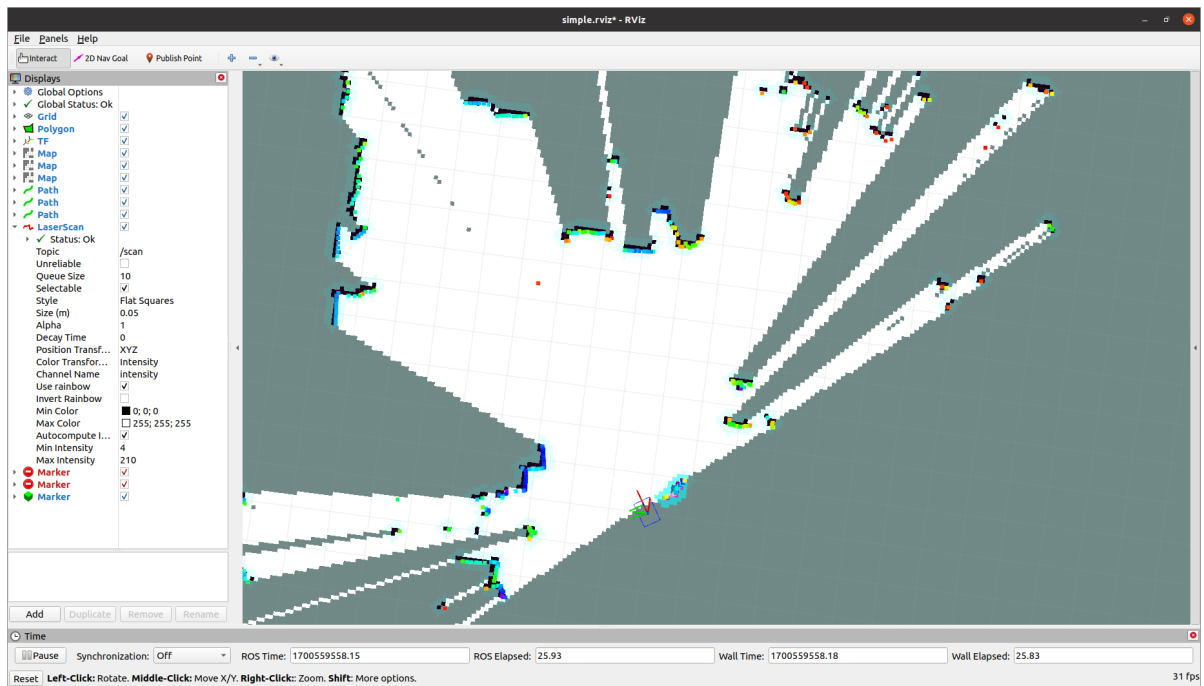 simple.rviz* - RViz
File Panels Help
Interact 2D Nav Goal Publish Point
Displays
Global Options
Global Status: Ok
Grid
Polygon
TF
Map
Map
Map
Path
Path
Path
LaserScan
Status: Ok
Topic /scan
Unreliable
Queue Size 10
Selectable
Style Flat Squares
Size (m) 0.05
Alpha 1
Decay Time 0
Position Transf... XYZ
Color Transfor... Intensity
Channel Name intensity
Use rainbow
Invert Rainbow
Min Color 0; 0; 0
Max Color 255; 255; 255
Autocompute I...
Min Intensity 4
Max Intensity 210
Marker
Marker
Marker
Add Duplicate Remove Rename
Time
Pause Synchronization: Off ROS Time: 1700559558.15 ROS Elapsed: 25.93 Wall Time: 1700559558.18 Wall Elapsed: 25.83
Reset Left-Click: Rotate. Middle-Click: Move X/Y. Right-Click:: Zoom. Shift: More options. 31 fps